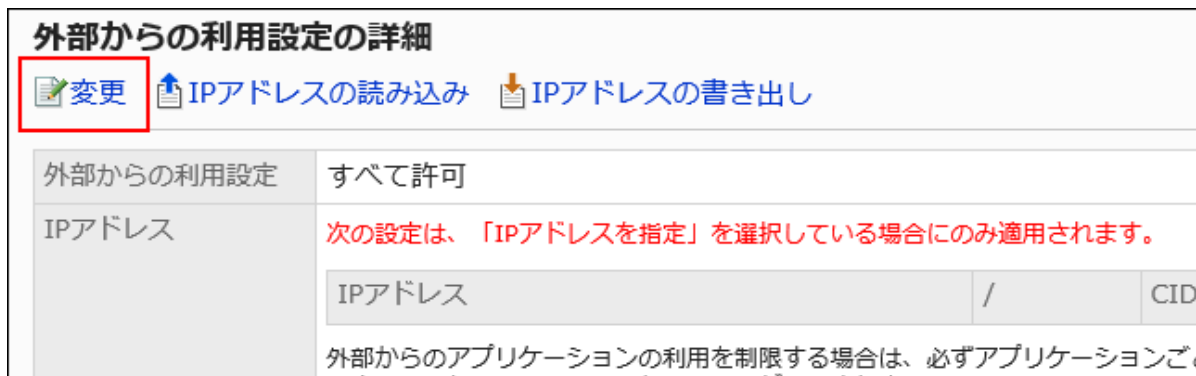 外部からの利用設定の詳細
変更 IPアドレスの読み込み IPアドレスの書き出し
外部からの利用設定 すべて許可
IPアドレス 次の設定は、「IPアドレスを指定」を選択している場合にのみ適用されます。
IPアドレス / CID
外部からのアプリケーションの利用を制限する場合は、必ずアプリケーションご